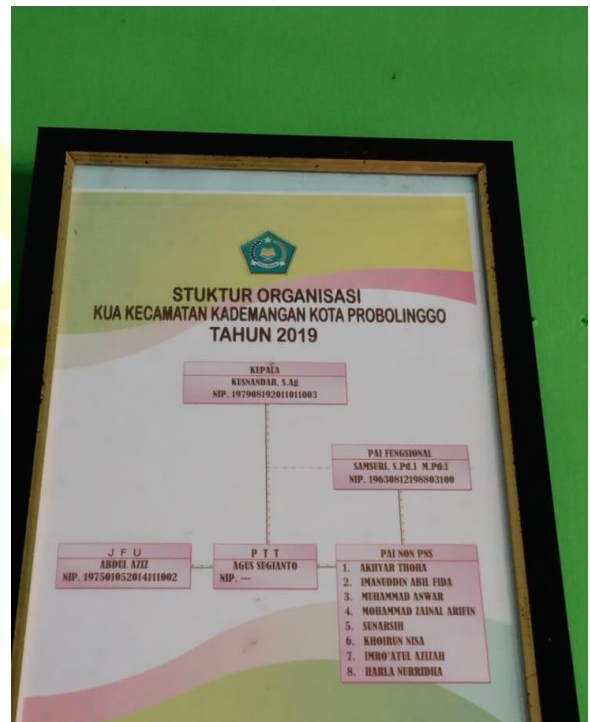 STUKTUR ORGANISASI
KUA KECAMATAN KADEMANGAN KOTA PROBOLINGGO
TAHUN 2019
KEPALA
KUSNANDAR, S.Ag
NIP. 197908192011011003
PAI FUNGSIONAL
SAMSURI, S.Pd.I M.Pd.I
NIP. 19630812198803100
J F U
ABDUL AZIZ
NIP. 197501052014111002
P T T
AGUS SUGIANTO
NIP. ---
PAI NON PNS
1. AKHYAR THOHA
2. IMANUDDIN ABIL FIDA
3. MUHAMMAD ANWAR
4. MOHAMMAD ZAINAL ARIFIN
5. SUNARSIH
6. KHOIRUN NISA
7. IMRO'ATUL AZIZAH
8. HARLA NURRIDHA